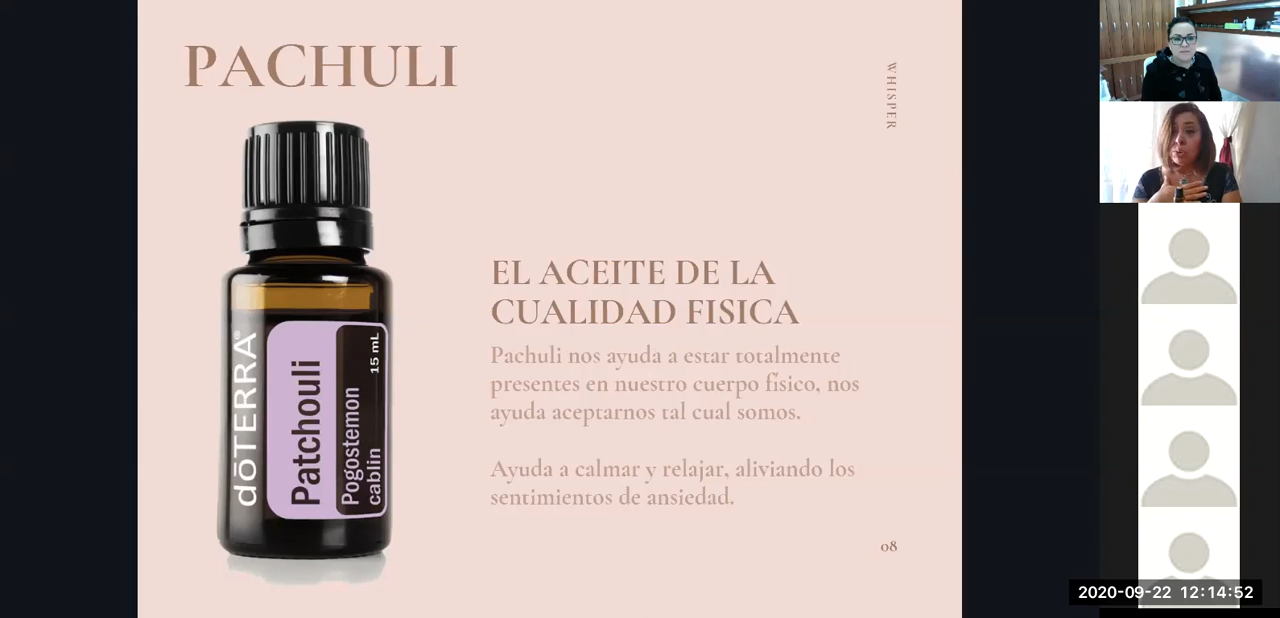 PACHULI
WHISPER
EL ACEITE DE LA
CUALIDAD FISICA
Pachuli nos ayuda a estar totalmente
presentes en nuestro cuerpo físico, nos
ayuda aceptarnos tal cual somos.
Ayuda a calmar y relajar, aliviando los
sentimientos de ansiedad.
08
dōTERRA®
Patchouli
Pogostemon
cablin
15 mL
2020-09-22 12:14:52